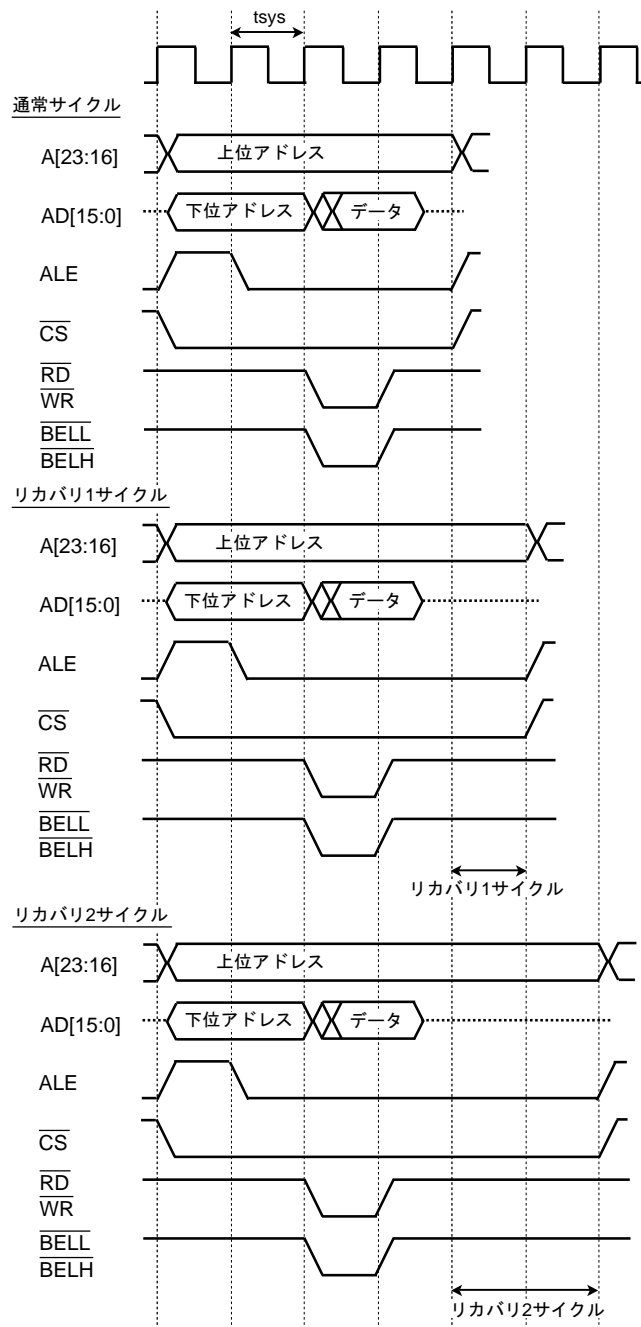 tsys
通常サイクル
A[23:16]
上位アドレス
AD[15:0]
下位アドレス
データ
ALE
CS
RD
WR
BELL
BELH
リカバリ1サイクル
A[23:16]
上位アドレス
AD[15:0]
下位アドレス
データ
ALE
CS
RD
WR
BELL
BELH
リカバリ1サイクル
リカバリ2サイクル
A[23:16]
上位アドレス
AD[15:0]
下位アドレス
データ
ALE
CS
RD
WR
BELL
BELH
リカバリ2サイクル